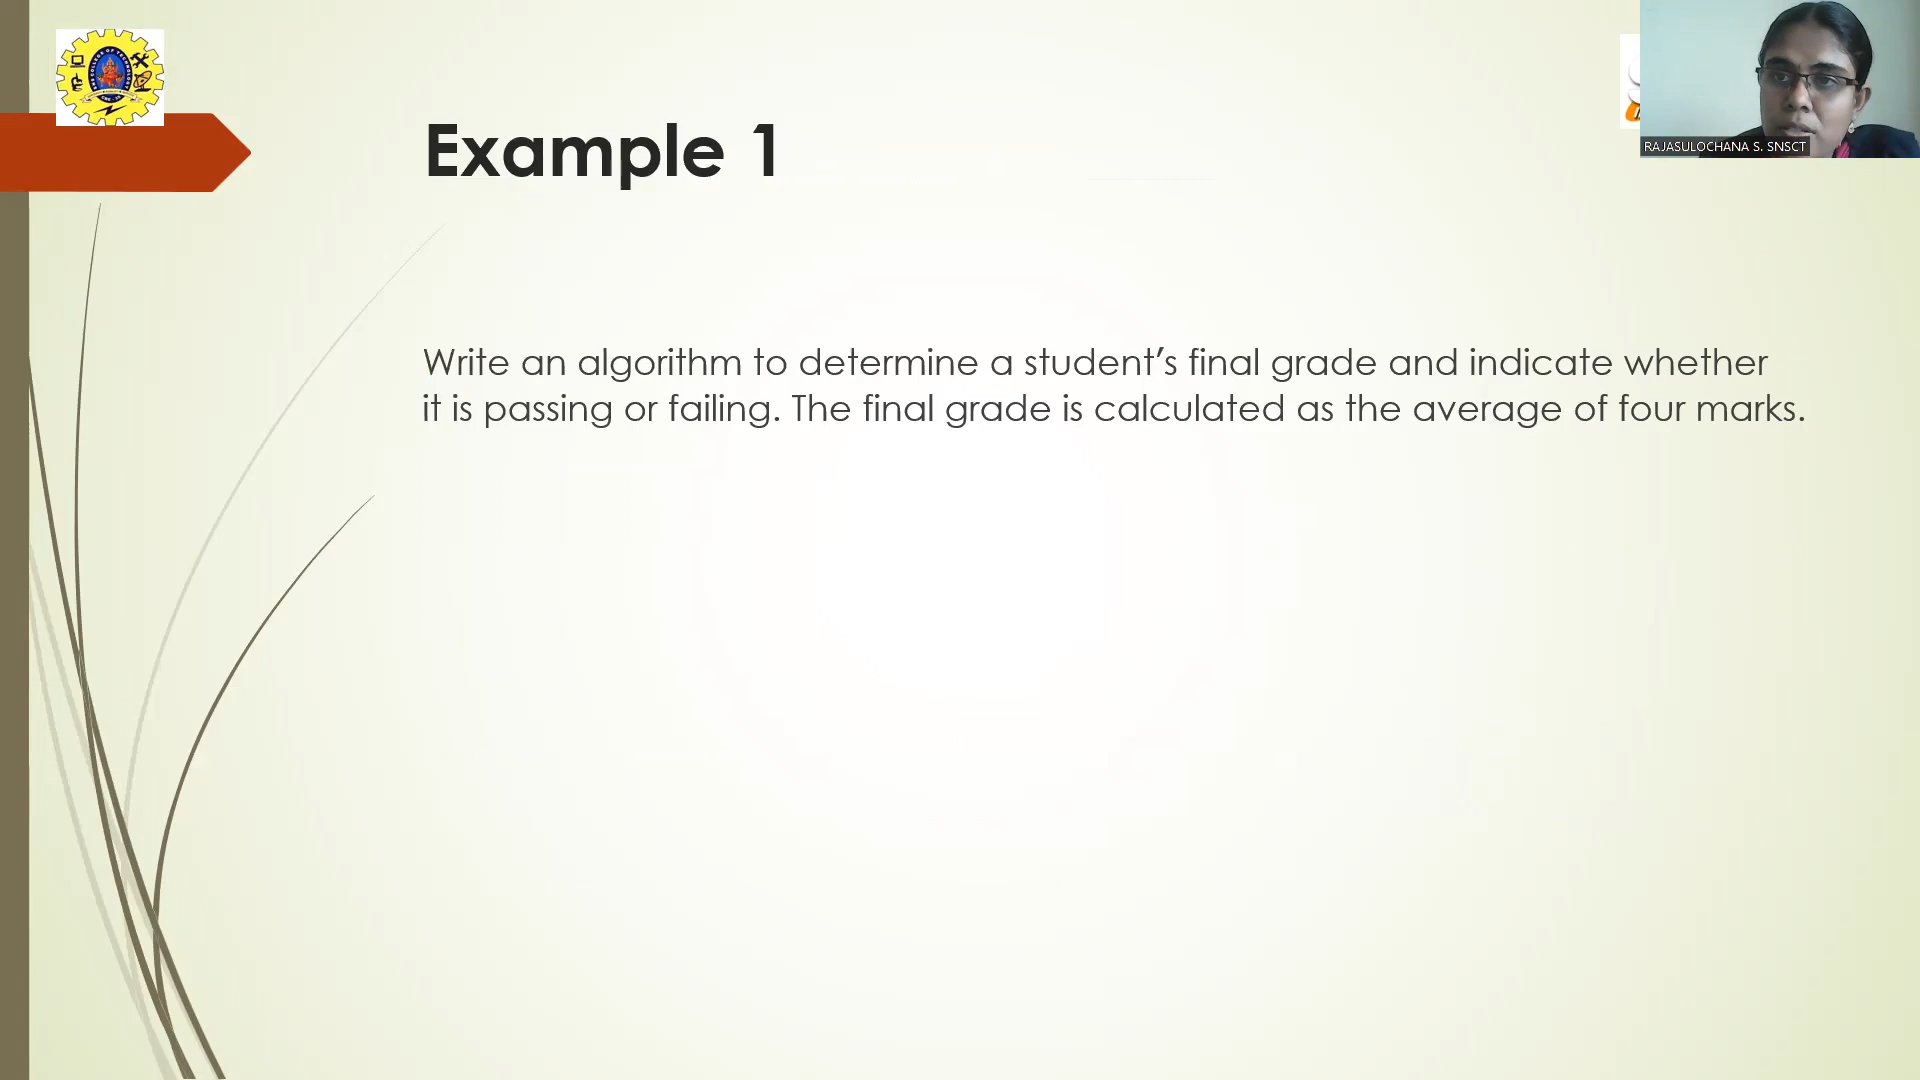 Example 1
RAJASULOCHANA S. SNSCT
Write an algorithm to determine a student’s final grade and indicate whether
it is passing or failing. The final grade is calculated as the average of four marks.